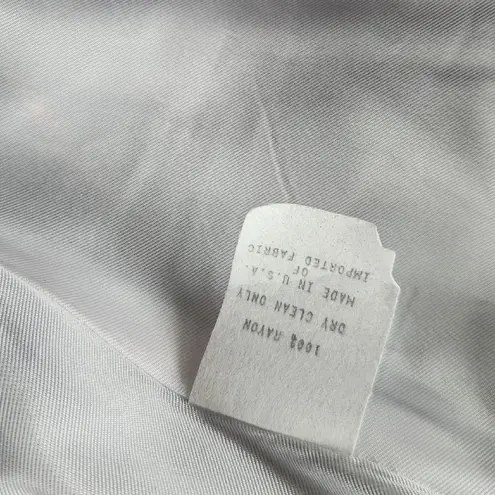 100% RAYON
DRY CLEAN ONLY
MADE IN U.S.A.
OF
IMPORTED FABRIC